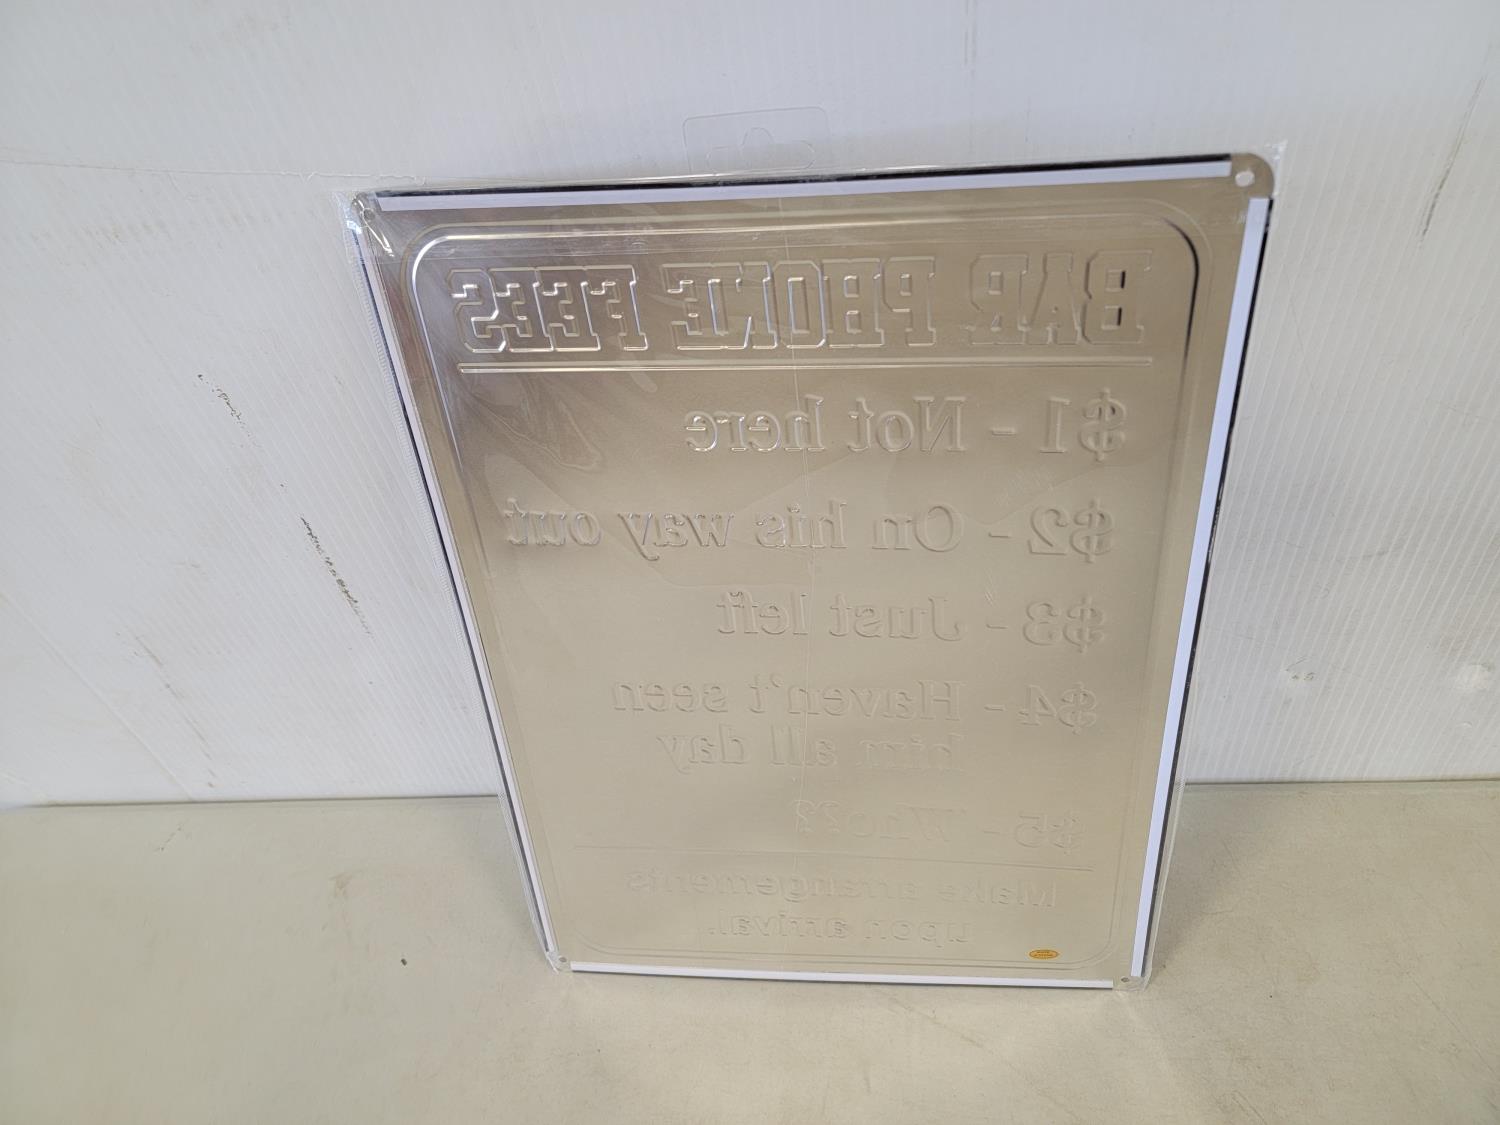 BAR PHONE FEES
$1 - Not here
$2 - On his way out
$3 - Just left
$4 - Haven't seen
him all day
$5 - Who??
Make arrangements
upon arrival.